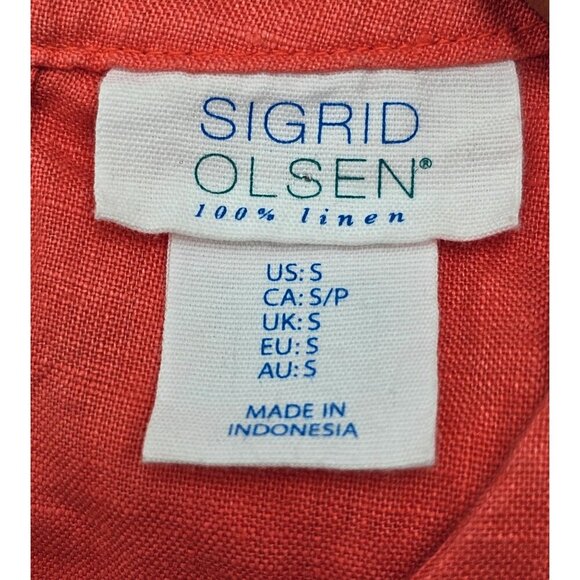 SIGRID
OLSEN®
100% linen
US: S
CA: S/P
UK: S
EU: S
AU: S
MADE IN
INDONESIA